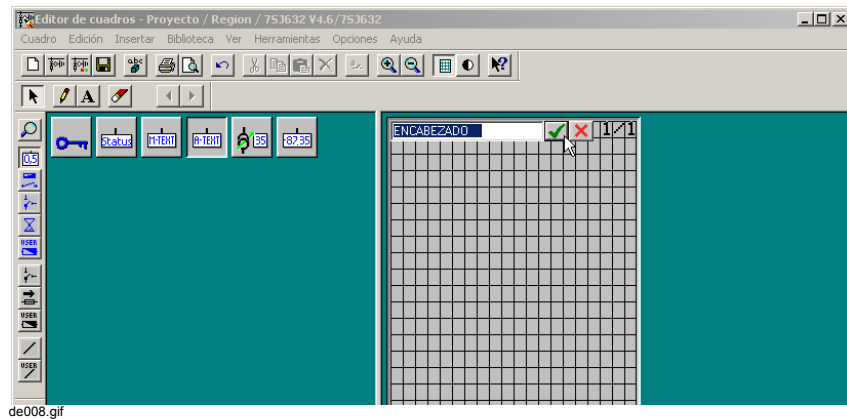 Editor de cuadros - Proyecto / Region / 7SJ632 V4.6/7SJ632
Cuadro Edición Insertar Biblioteca Ver Herramientas Opciones Ayuda
abc
A
Status M-TEXT A-TEXT 35 -87,35
ENCABEZADO 1/1
0,5
USER
USER
USER
de008.gif